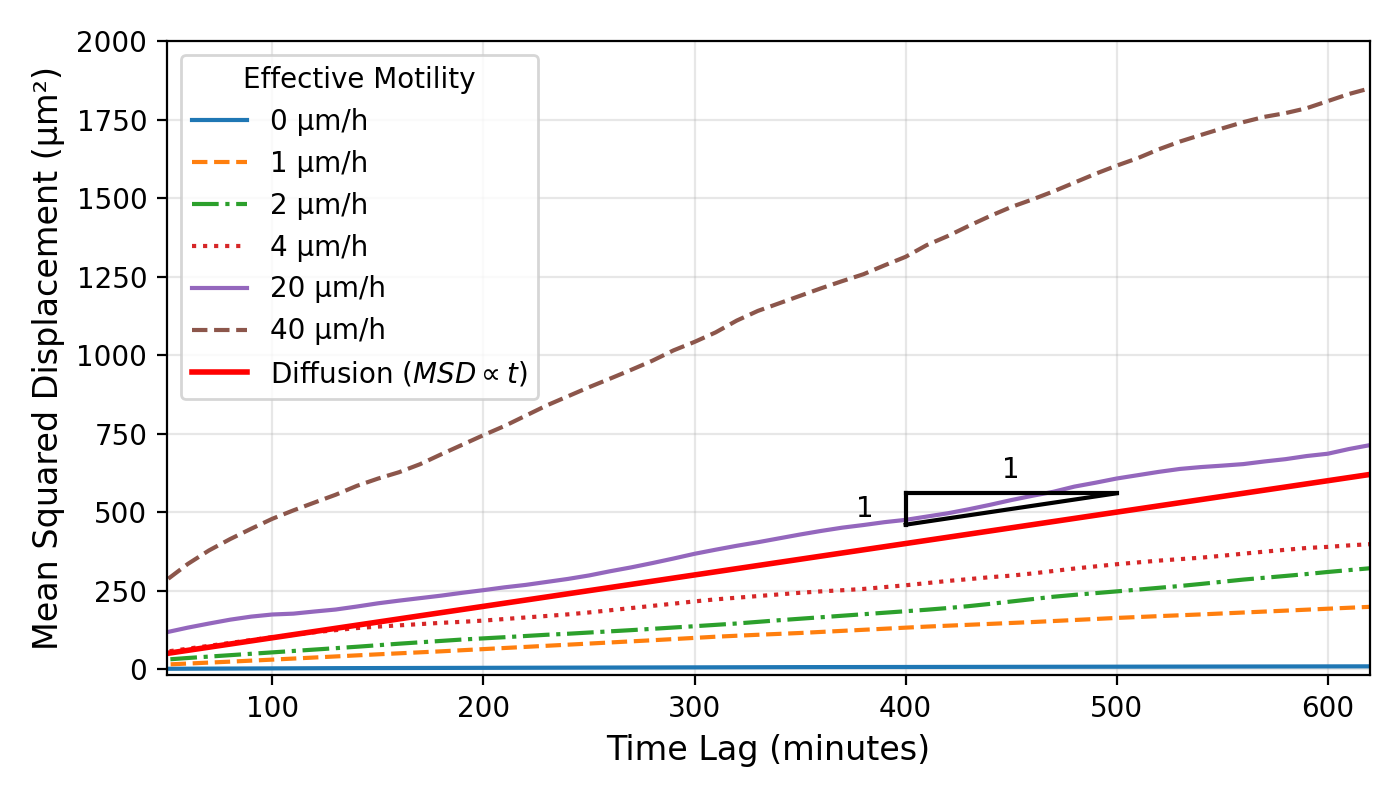 2000
1750
1500
1250
1000
750
500
250
0
Mean Squared Displacement (µm²)
Effective Motility
0 µm/h
1 µm/h
2 µm/h
4 µm/h
20 µm/h
40 µm/h
Diffusion (MSD ∝ t)
1
1
100 200 300 400 500 600
Time Lag (minutes)